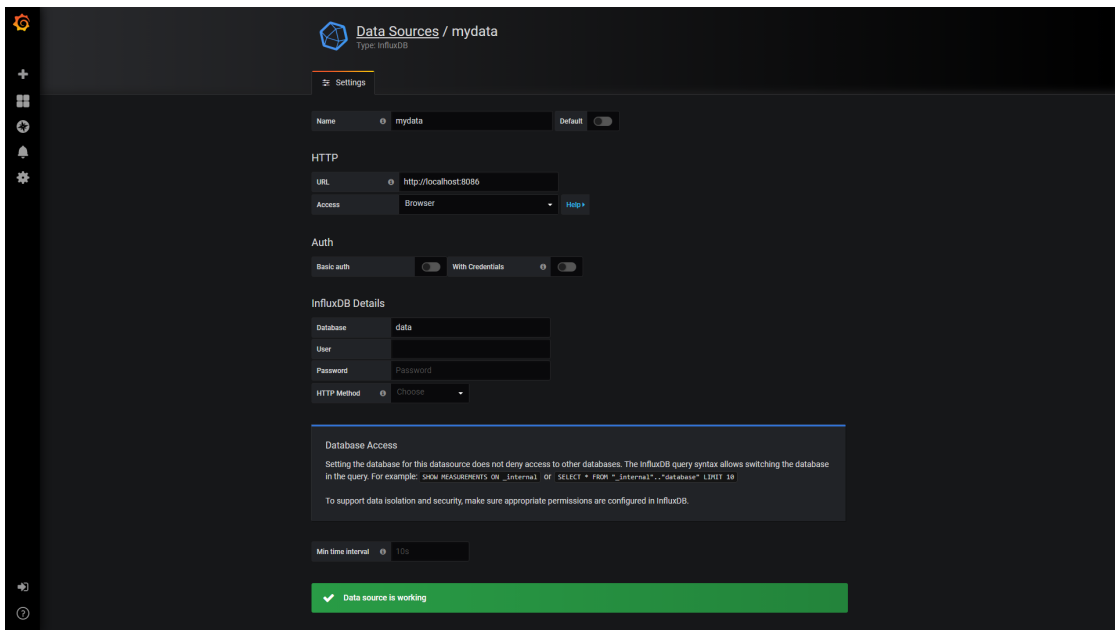 Data Sources / mydata
Type: InfluxDB
Settings
Name mydata Default
HTTP
URL http://localhost:8086
Access Browser Help
Auth
Basic auth With Credentials
InfluxDB Details
Database data
User
Password Password
HTTP Method Choose
Database Access
Setting the database for this datasource does not deny access to other databases. The InfluxDB query syntax allows switching the database
in the query. For example: SHOW MEASUREMENTS ON _internal or SELECT * FROM "_internal".."database" LIMIT 10
To support data isolation and security, make sure appropriate permissions are configured in InfluxDB.
Min time interval 10s
Data source is working